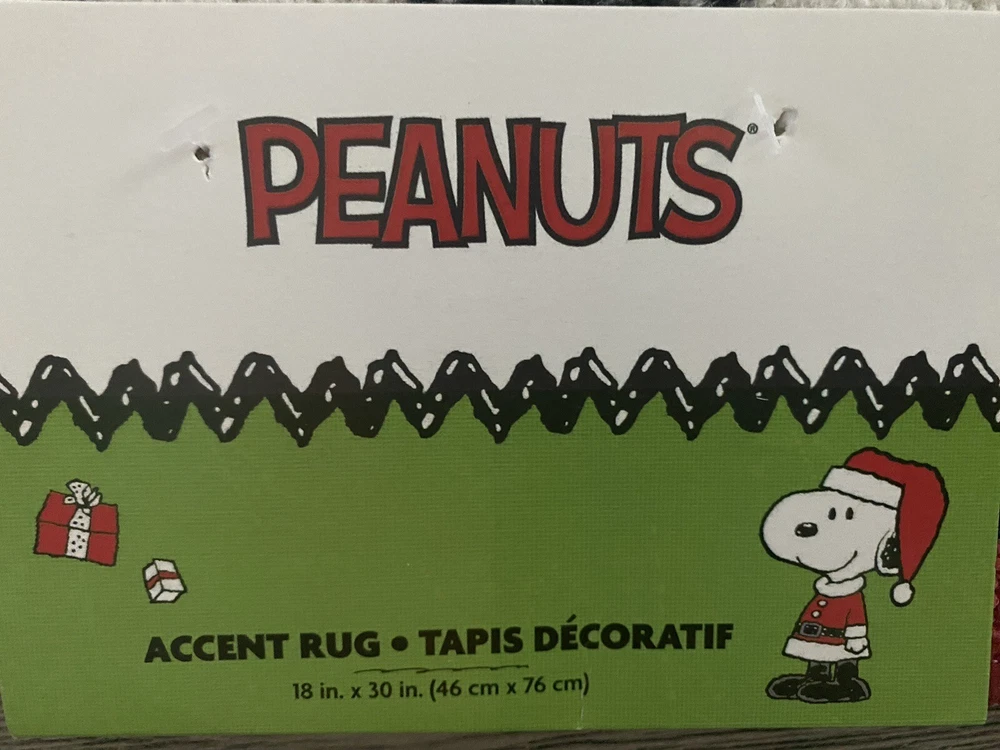 PEANUTS®
ACCENT RUG • TAPIS DÉCORATIF
18 in. x 30 in. (46 cm x 76 cm)